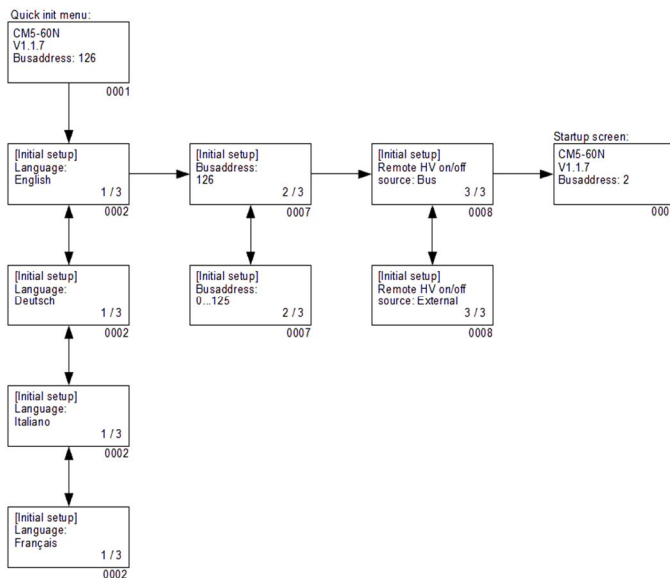 Quick init menu:
CM5-60N
V1.1.7
Busaddress: 126
0001
[Initial setup]
Language:
English
1 / 3
0002
[Initial setup]
Busaddress:
126
2 / 3
0007
[Initial setup]
Remote HV on/off
source: Bus
3 / 3
0008
Startup screen:
CM5-60N
V1.1.7
Busaddress: 2
000
[Initial setup]
Language:
Deutsch
1 / 3
0002
[Initial setup]
Busaddress:
0...125
2 / 3
0007
[Initial setup]
Remote HV on/off
source: External
3 / 3
0008
[Initial setup]
Language:
Italiano
1 / 3
0002
[Initial setup]
Language:
Français
1 / 3
0002